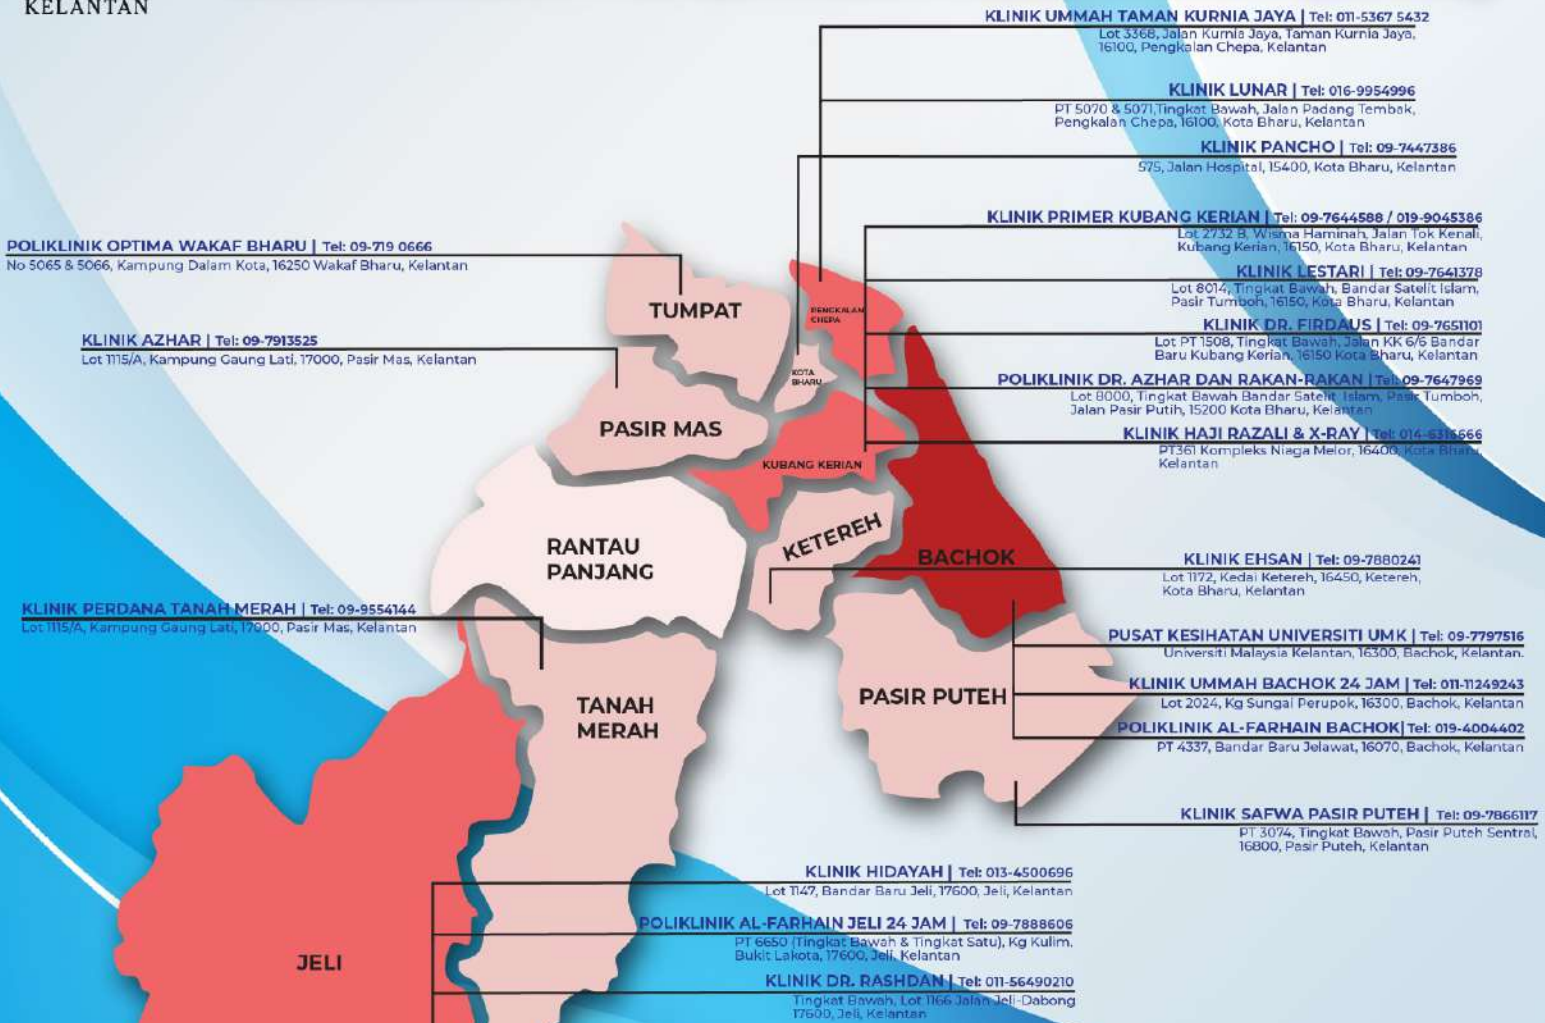 KELANTAN
KLINIK UMMAH TAMAN KURNIA JAYA | Tel: 011-5367 5432
Lot 3368, Jalan Kurnia Jaya, Taman Kurnia Jaya,
16100, Pengkalan Chepa, Kelantan
KLINIK LUNAR | Tel: 016-9954996
PT 5070 & 5071,Tingkat Bawah, Jalan Padang Tembak,
Pengkalan Chepa, 16100, Kota Bharu, Kelantan
KLINIK PANCHO | Tel: 09-7447386
575, Jalan Hospital, 15400, Kota Bharu, Kelantan
KLINIK PRIMER KUBANG KERIAN | Tel: 09-7644588 / 019-9045386
Lot 2732 B, Wisma Haminah, Jalan Tok Kenali,
Kubang Kerian, 16150, Kota Bharu, Kelantan
KLINIK LESTARI | Tel: 09-7641378
Lot 8014, Tingkat Bawah, Bandar Satelit Islam,
Pasir Tumboh, 16150, Kota Bharu, Kelantan
KLINIK DR. FIRDAUS | Tel: 09-7651101
Lot PT 1508, Tingkat Bawah, Jalan KK 6/6 Bandar
Baru Kubang Kerian, 16150 Kota Bharu, Kelantan
POLIKLINIK DR. AZHAR DAN RAKAN-RAKAN | Tel: 09-7647969
Lot 8000, Tingkat Bawah Bandar Satelit Islam, Pasir Tumboh,
Jalan Pasir Putih, 15200 Kota Bharu, Kelantan
KLINIK HAJI RAZALI & X-RAY | Tel: 014-6316666
PT361 Kompleks Niaga Melor, 16400, Kota Bharu,
Kelantan
POLIKLINIK OPTIMA WAKAF BHARU | Tel: 09-719 0666
No 5065 & 5066, Kampung Dalam Kota, 16250 Wakaf Bharu, Kelantan
KLINIK AZHAR | Tel: 09-7913525
Lot 1115/A, Kampung Gaung Lati, 17000, Pasir Mas, Kelantan
TUMPAT
PENGKALAN
CHEPA
KOTA
BHARU
PASIR MAS
KUBANG KERIAN
RANTAU
PANJANG
KETEREH
BACHOK
KLINIK EHSAN | Tel: 09-7880241
Lot 1172, Kedai Ketereh, 16450, Ketereh,
Kota Bharu, Kelantan
KLINIK PERDANA TANAH MERAH | Tel: 09-9554144
Lot 1115/A, Kampung Gaung Lati, 17000, Pasir Mas, Kelantan
PUSAT KESIHATAN UNIVERSITI UMK | Tel: 09-7797516
Universiti Malaysia Kelantan, 16300, Bachok, Kelantan.
KLINIK UMMAH BACHOK 24 JAM | Tel: 011-11249243
Lot 2024, Kg Sungai Perupok, 16300, Bachok, Kelantan
POLIKLINIK AL-FARHAIN BACHOK| Tel: 019-4004402
PT 4337, Bandar Baru Jelawat, 16070, Bachok, Kelantan
TANAH
MERAH
PASIR PUTEH
KLINIK SAFWA PASIR PUTEH | Tel: 09-7866117
PT 3074, Tingkat Bawah, Pasir Puteh Sentral,
16800, Pasir Puteh, Kelantan
KLINIK HIDAYAH | Tel: 013-4500696
Lot 1147, Bandar Baru Jeli, 17600, Jeli, Kelantan
POLIKLINIK AL-FARHAIN JELI 24 JAM | Tel: 09-7888606
PT 6650 (Tingkat Bawah & Tingkat Satu), Kg Kulim,
Bukit Lakota, 17600, Jeli, Kelantan
JELI
KLINIK DR. RASHDAN | Tel: 011-56490210
Tingkat Bawah, Lot 1166 Jalan Jeli-Dabong
17600, Jeli, Kelantan